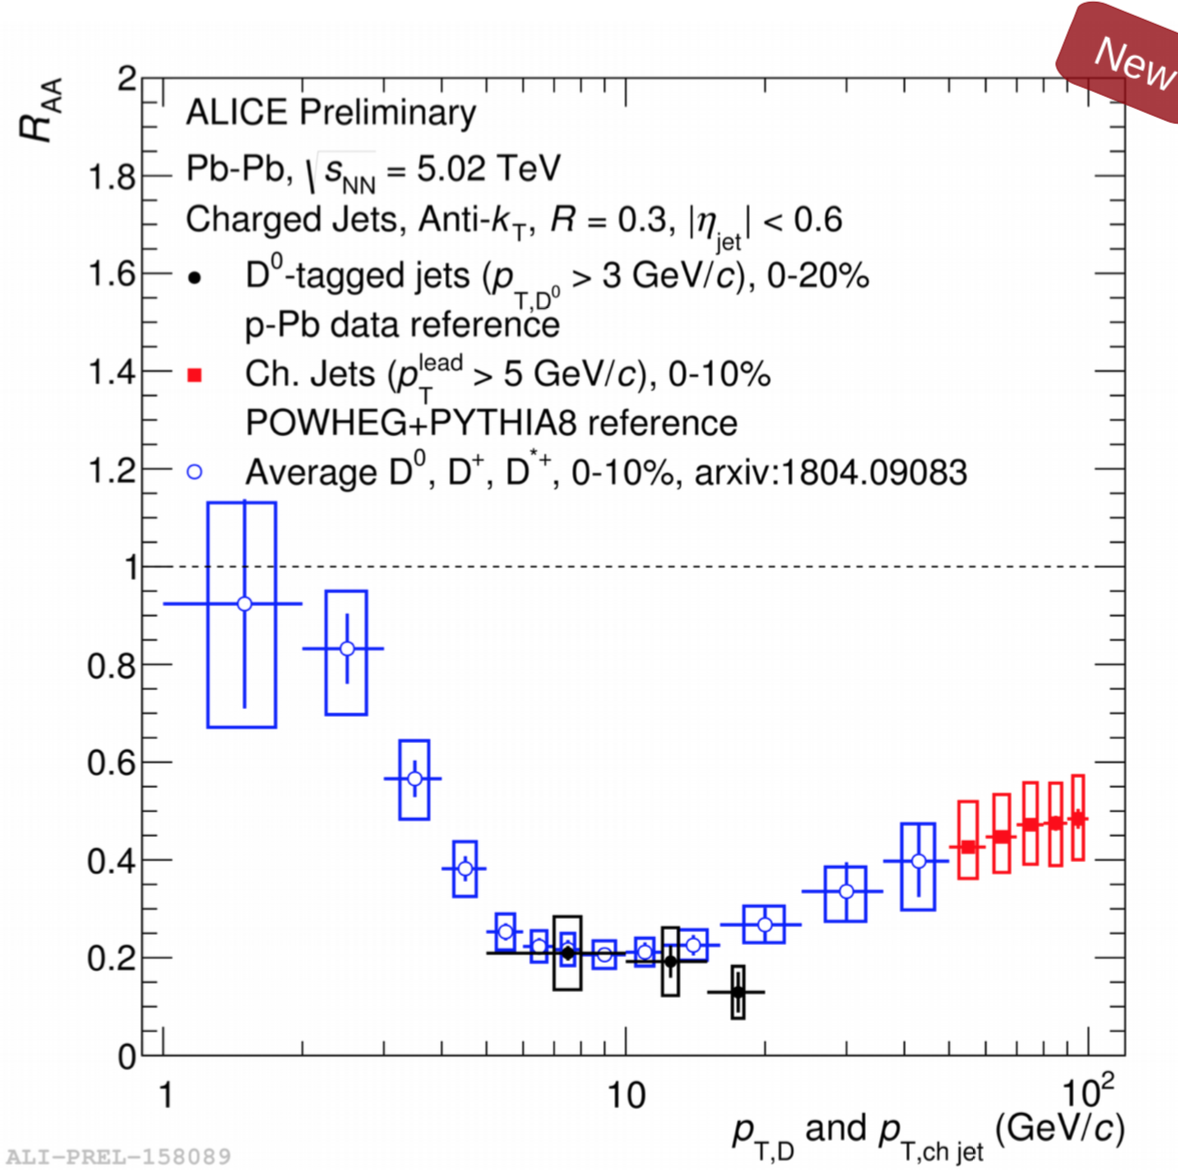 New
R_AA
ALICE Preliminary
Pb-Pb, √s_NN = 5.02 TeV
Charged Jets, Anti-k_T, R = 0.3, |η_jet| < 0.6
D⁰-tagged jets (p_T,D⁰ > 3 GeV/c), 0-20%
p-Pb data reference
Ch. Jets (p_T^lead > 5 GeV/c), 0-10%
POWHEG+PYTHIA8 reference
Average D⁰, D⁺, D*⁺, 0-10%, arxiv:1804.09083
2
1.8
1.6
1.4
1.2
1
0.8
0.6
0.4
0.2
0
1 10 10²
p_T,D and p_T,ch jet (GeV/c)
ALI-PREL-158089